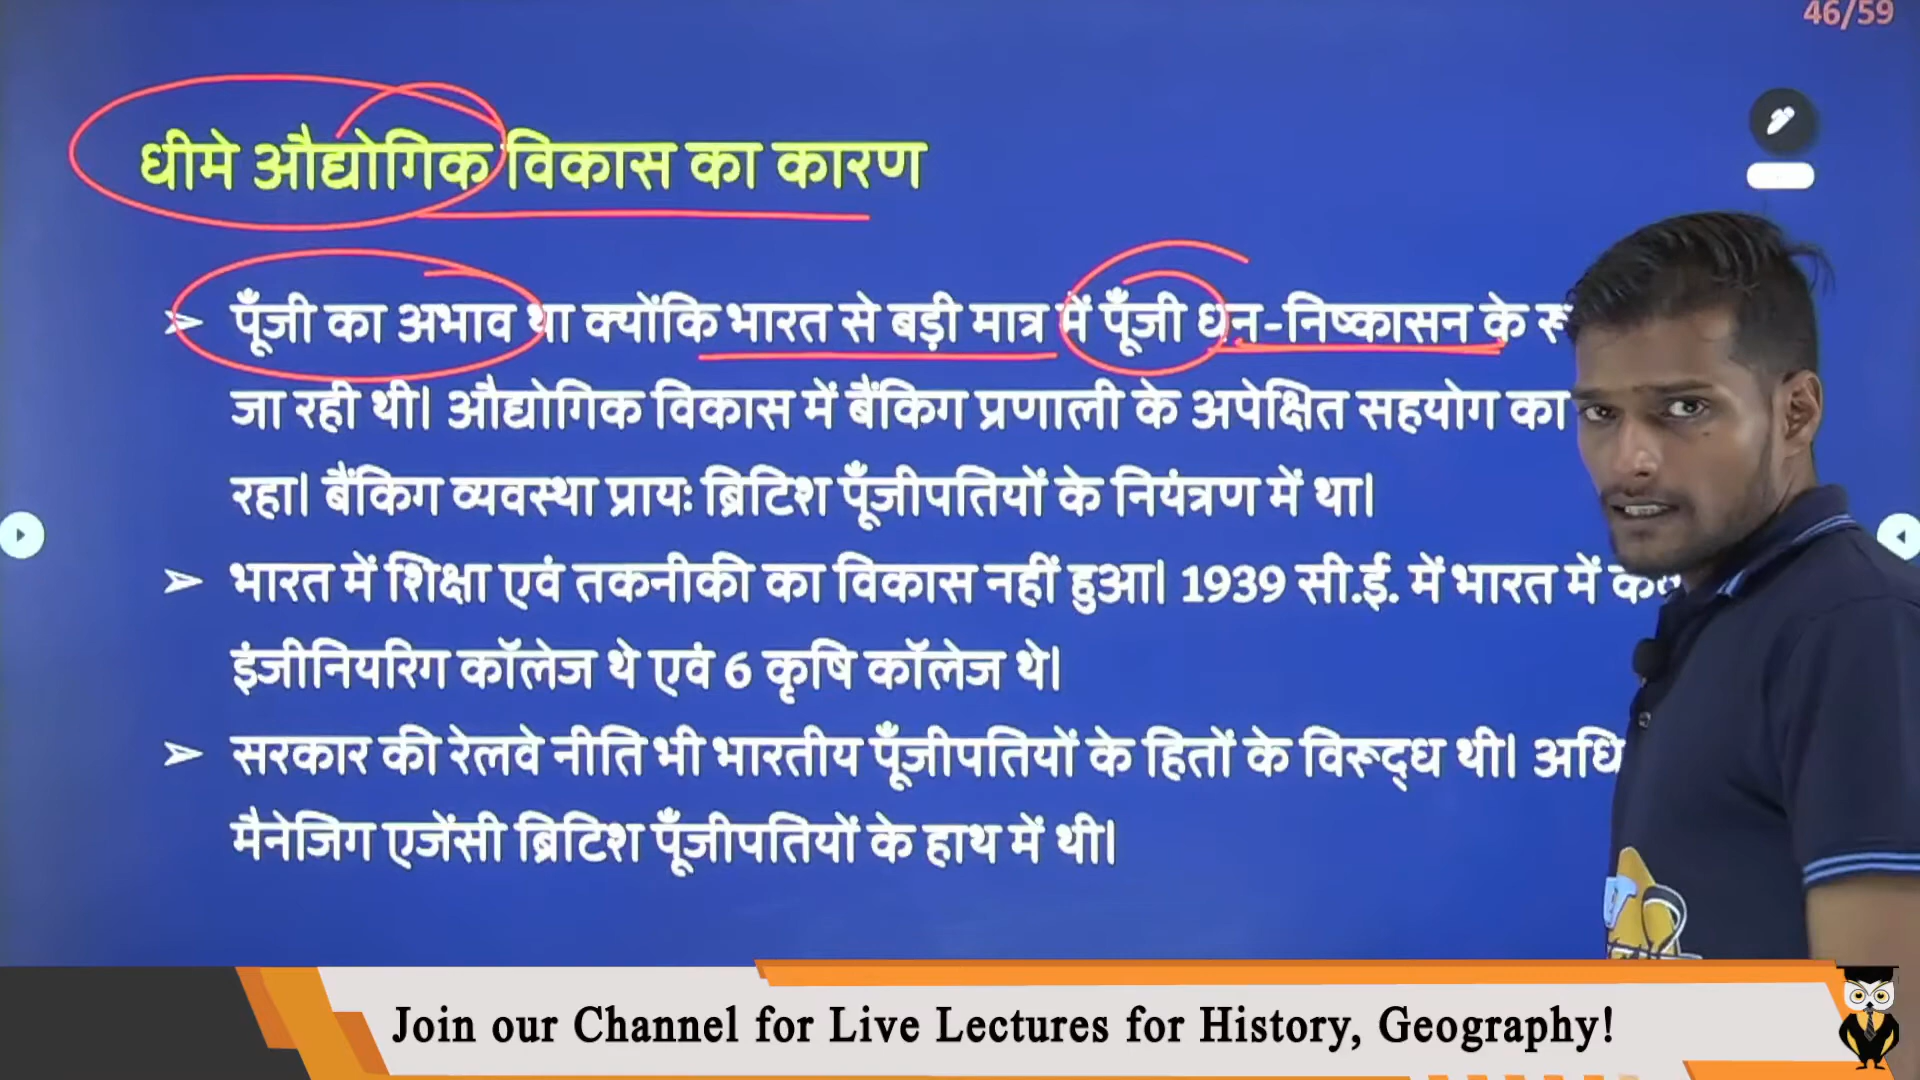 46/59
धीमे औद्योगिक विकास का कारण
➢ पूँजी का अभाव था क्योंकि भारत से बड़ी मात्र में पूँजी धन-निष्कासन के
जा रही थी। औद्योगिक विकास में बैंकिग प्रणाली के अपेक्षित सहयोग का
रहा। बैंकिग व्यवस्था प्रायः ब्रिटिश पूँजीपतियों के नियंत्रण में था।
➢ भारत में शिक्षा एवं तकनीकी का विकास नहीं हुआ। 1939 सी.ई. में भारत में
इंजीनियरिग कॉलेज थे एवं 6 कृषि कॉलेज थे।
➢ सरकार की रेलवे नीति भी भारतीय पूँजीपतियों के हितों के विरूद्ध थी।
मैनेजिग एजेंसी ब्रिटिश पूँजीपतियों के हाथ में थी।
Join our Channel for Live Lectures for History, Geography!